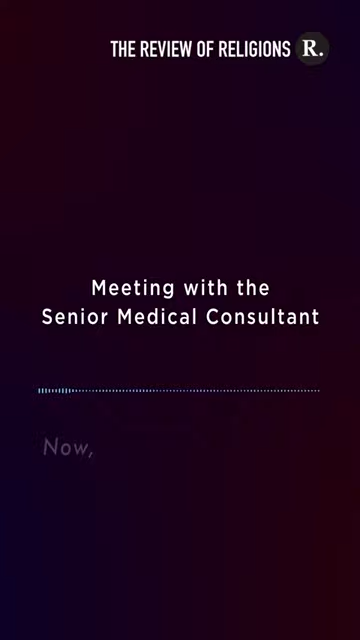 THE REVIEW OF RELIGIONS R.
Meeting with the
Senior Medical Consultant
Now,